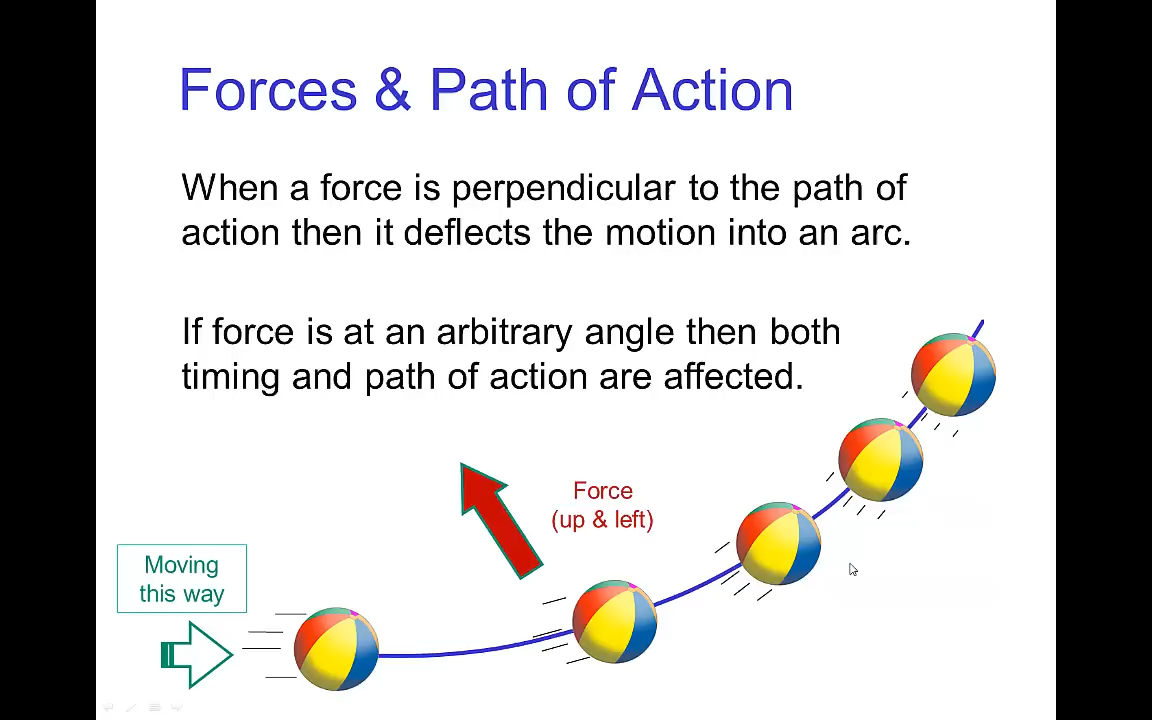 Forces & Path of Action
When a force is perpendicular to the path of
action then it deflects the motion into an arc.
If force is at an arbitrary angle then both
timing and path of action are affected.
Force
(up & left)
Moving
this way